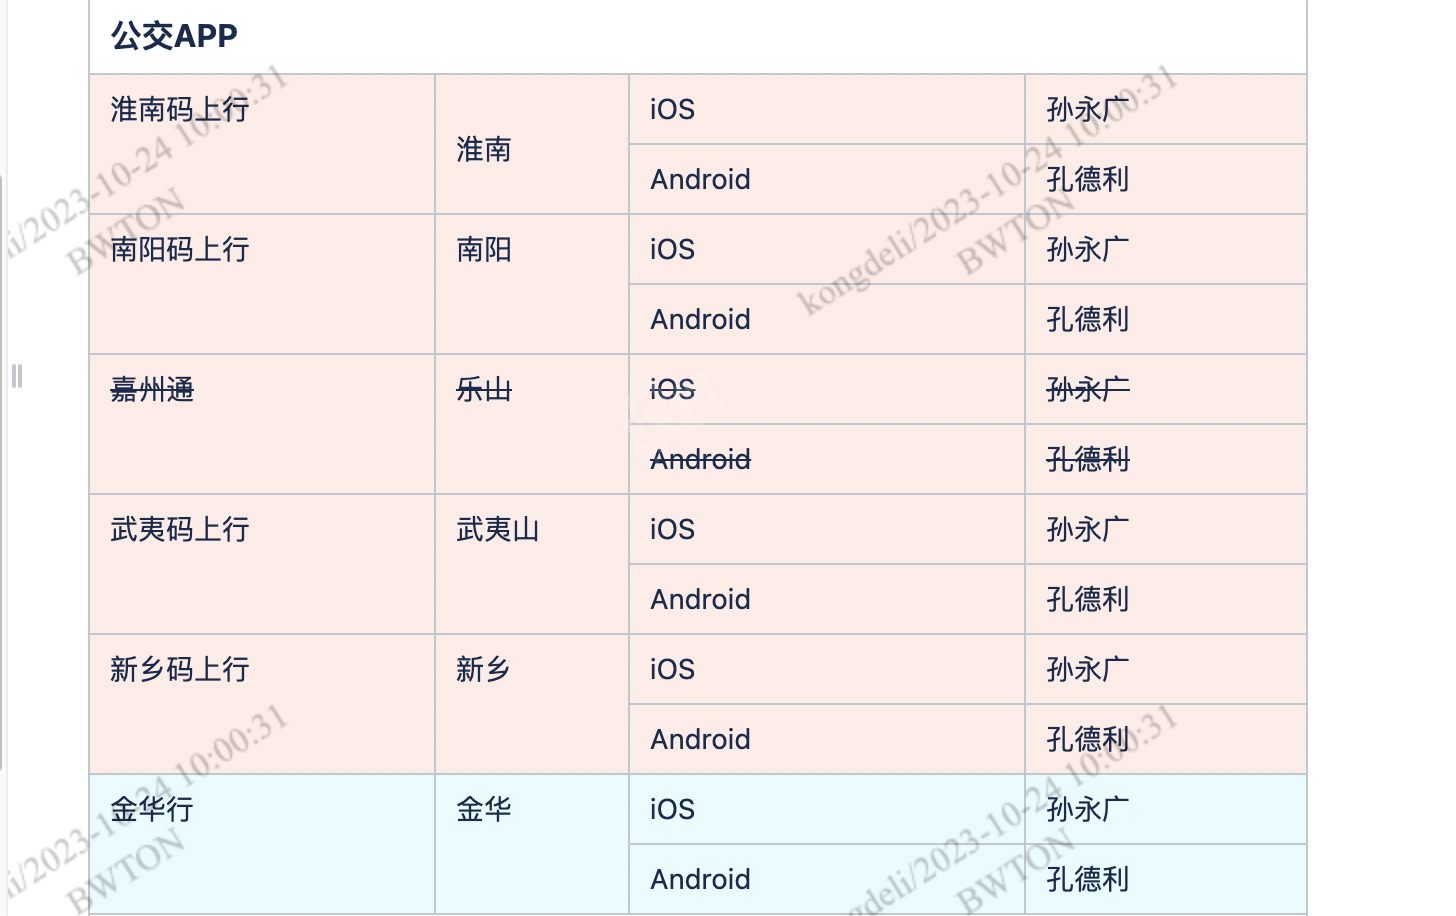 公交APP
淮南码上行
淮南
iOS
孙永广
Android
孔德利
南阳码上行
南阳
iOS
孙永广
Android
孔德利
嘉州通
乐山
iOS
孙永广
Android
孔德利
武夷码上行
武夷山
iOS
孙永广
Android
孔德利
新乡码上行
新乡
iOS
孙永广
Android
孔德利
金华行
金华
iOS
孙永广
Android
孔德利
li/2023-10-24 10:00:31
BWTON
kongdeli/2023-10-24 10:00:31
BWTON
li/2023-10-24 10:00:31
BWTON
ngdeli/2023-10-24 10:00:31
BWTON